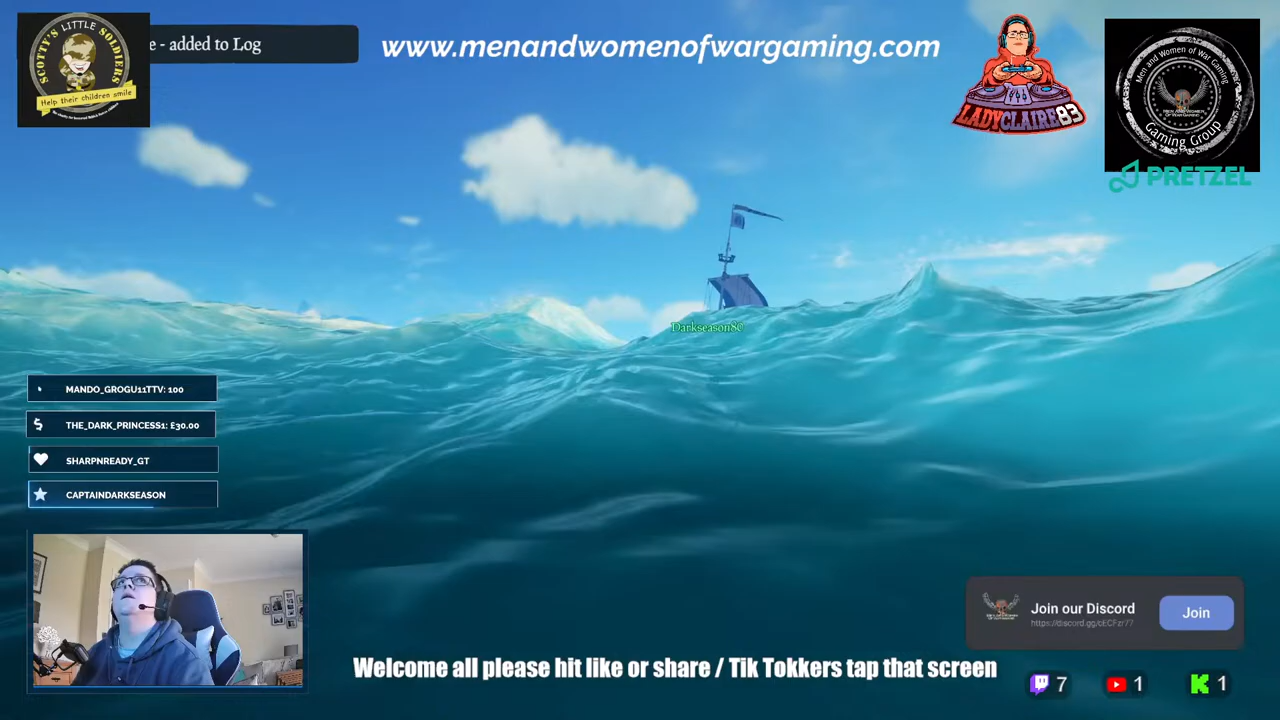 SCOTTY'S LITTLE SOLDIERS
Help their children smile
e - added to Log
www.menandwomenofwargaming.com
LADYCLAIRE83
Men and Women of War Gaming
Gaming Group
PRETZEL
Darkseason80
MANDO_GROGU11TTV: 100
THE_DARK_PRINCESS1: £30.00
SHARPNREADY_GT
CAPTAINDARKSEASON
Join our Discord
Join
Welcome all please hit like or share / Tik Tokkers tap that screen
7
1
1